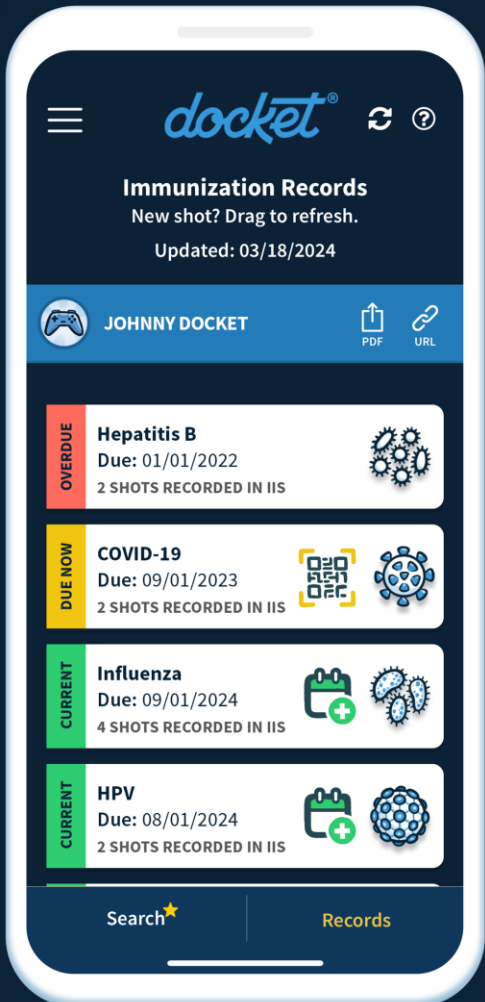 docket®
Immunization Records
New shot? Drag to refresh.
Updated: 03/18/2024
JOHNNY DOCKET
PDF
URL
OVERDUE
Hepatitis B
Due: 01/01/2022
2 SHOTS RECORDED IN IIS
DUE NOW
COVID-19
Due: 09/01/2023
2 SHOTS RECORDED IN IIS
CURRENT
Influenza
Due: 09/01/2024
4 SHOTS RECORDED IN IIS
CURRENT
HPV
Due: 08/01/2024
2 SHOTS RECORDED IN IIS
Search
Records